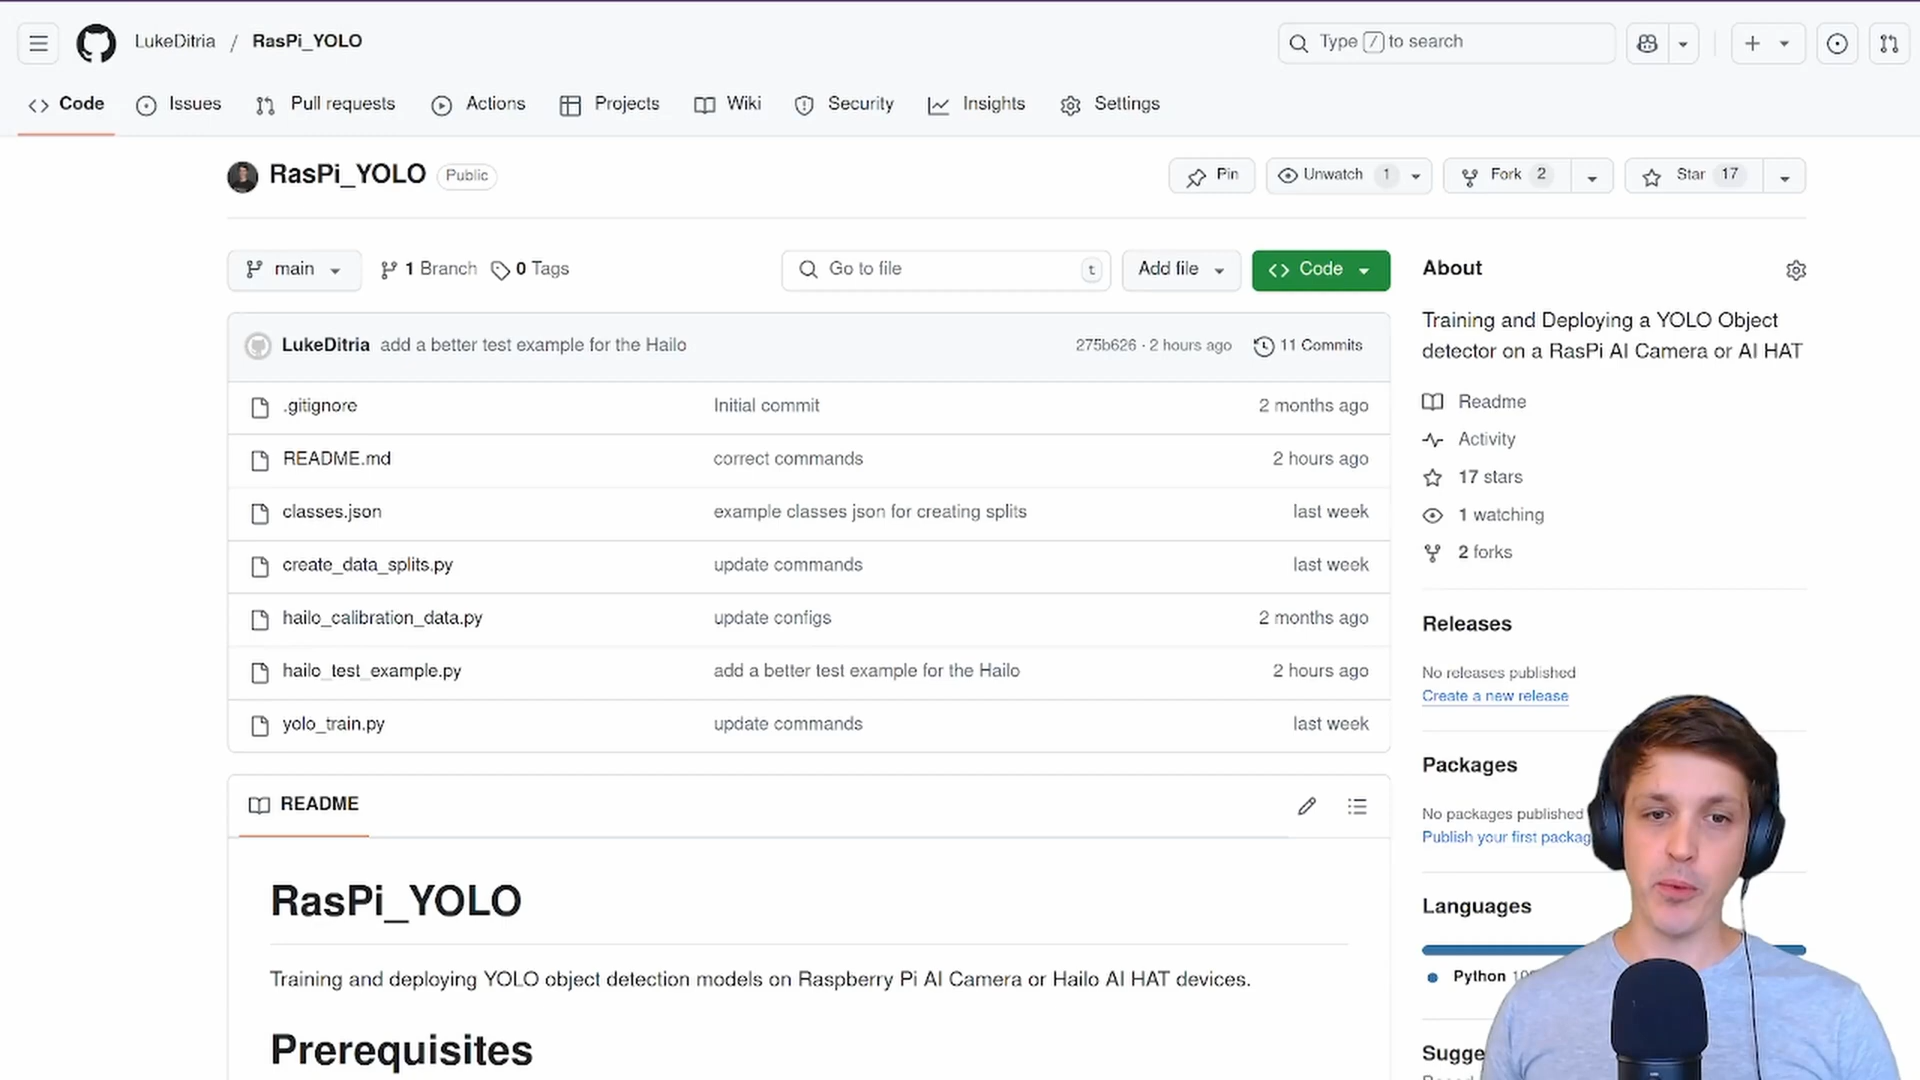 LukeDitria / RasPi_YOLO
Type / to search
Code Issues Pull requests Actions Projects Wiki Security Insights Settings
RasPi_YOLO Public
Pin Unwatch 1 Fork 2 Star 17
main 1 Branch 0 Tags
Go to file t
Add file Code
LukeDitria add a better test example for the Hailo 275b626 · 2 hours ago 11 Commits
.gitignore Initial commit 2 months ago
README.md correct commands 2 hours ago
classes.json example classes json for creating splits last week
create_data_splits.py update commands last week
hailo_calibration_data.py update configs 2 months ago
hailo_test_example.py add a better test example for the Hailo 2 hours ago
yolo_train.py update commands last week
README
RasPi_YOLO
Training and deploying YOLO object detection models on Raspberry Pi AI Camera or Hailo AI HAT devices.
Prerequisites
About
Training and Deploying a YOLO Object
detector on a RasPi AI Camera or AI HAT
Readme
Activity
17 stars
1 watching
2 forks
Releases
No releases published
Create a new release
Packages
No packages published
Publish your first packag
Languages
Python
Sugge